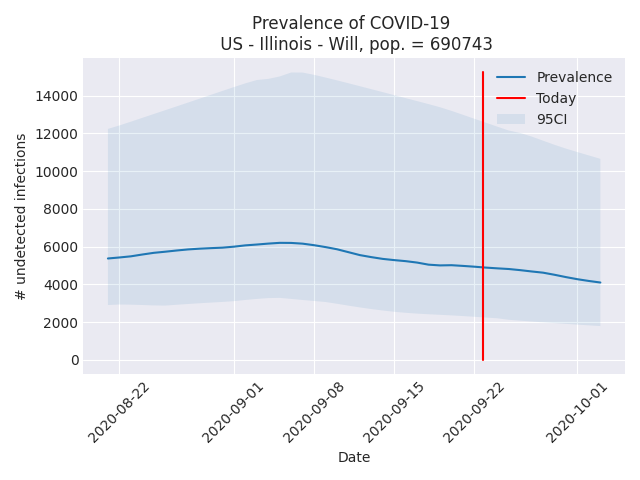 Prevalence of COVID-19
US - Illinois - Will, pop. = 690743
Prevalence
Today
95CI
14000
12000
10000
8000
6000
4000
2000
0
# undetected infections
2020-08-22
2020-09-01
2020-09-08
2020-09-15
2020-09-22
2020-10-01
Date